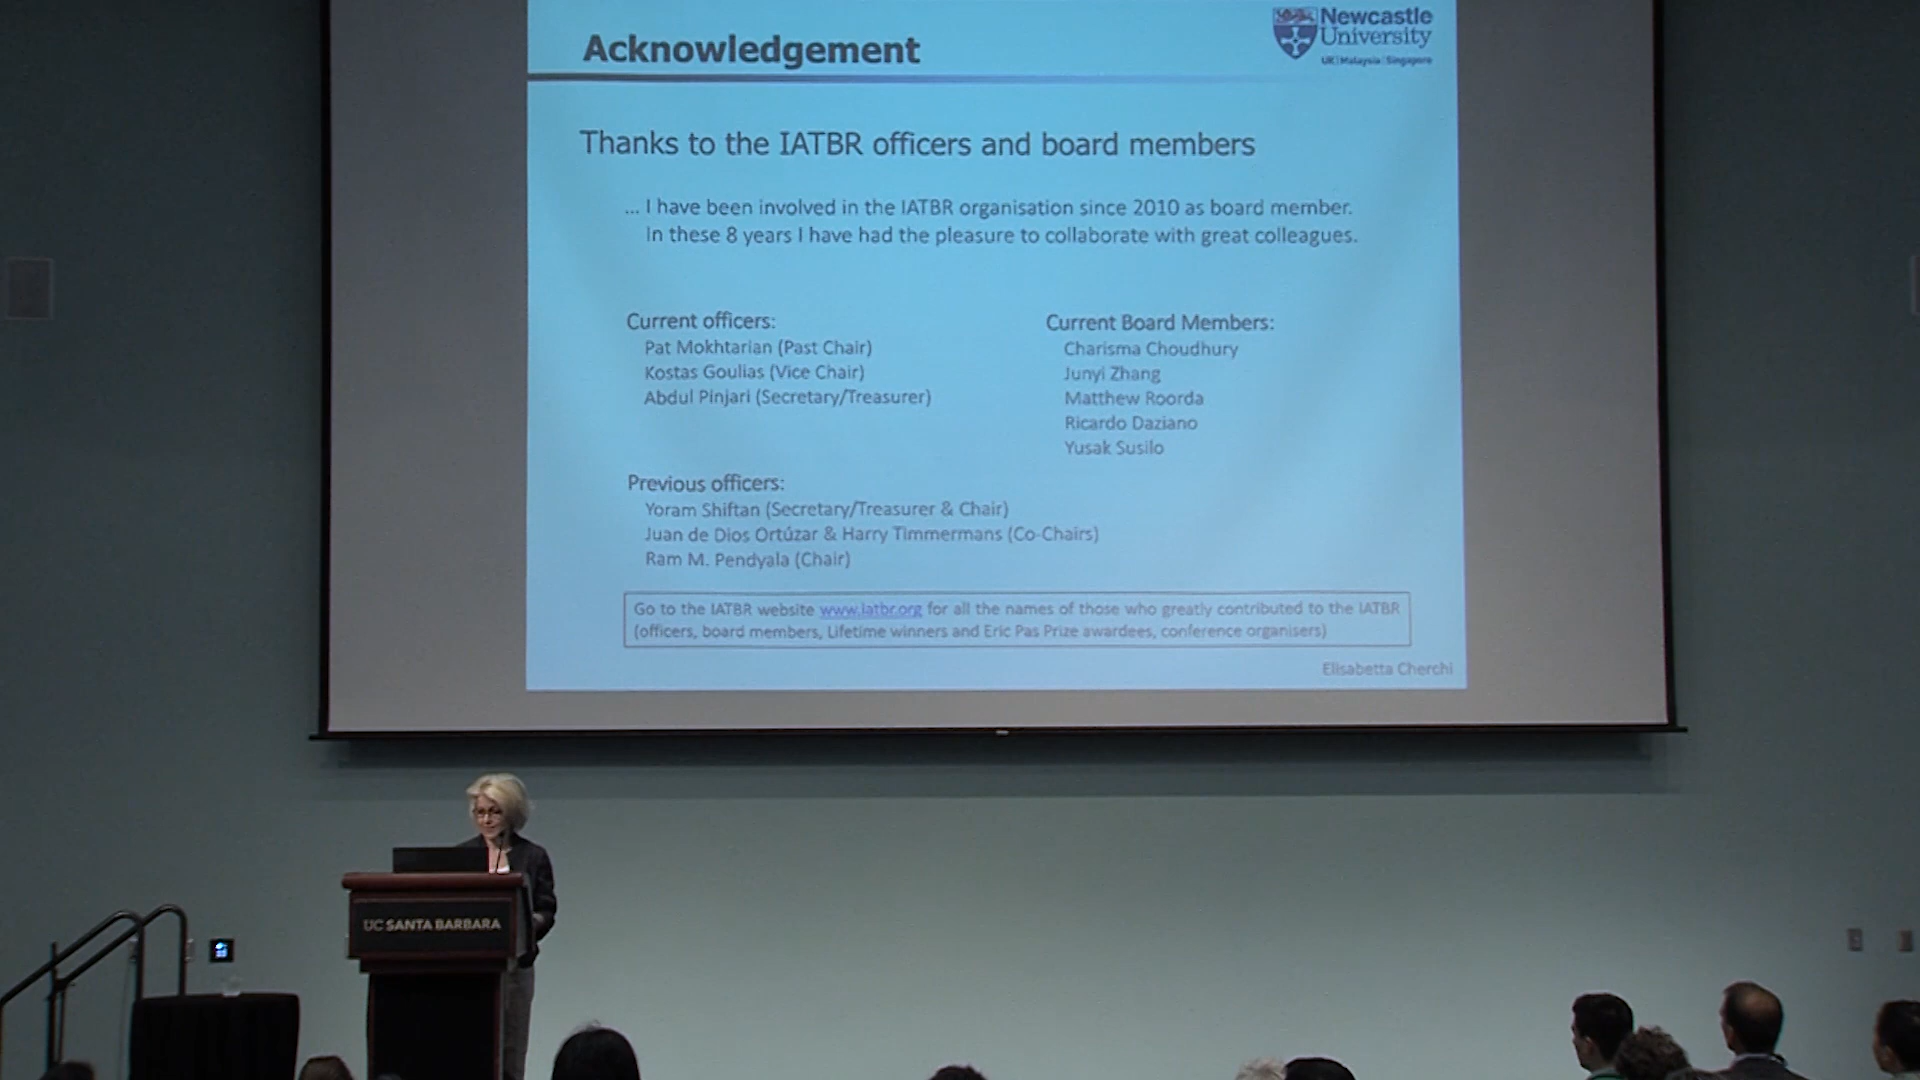 Acknowledgement
Newcastle
University
UK|Malaysia|Singapore
Thanks to the IATBR officers and board members
... I have been involved in the IATBR organisation since 2010 as board member.
In these 8 years I have had the pleasure to collaborate with great colleagues.
Current officers:
Pat Mokhtarian (Past Chair)
Kostas Goulias (Vice Chair)
Abdul Pinjari (Secretary/Treasurer)
Current Board Members:
Charisma Choudhury
Junyi Zhang
Matthew Roorda
Ricardo Daziano
Yusak Susilo
Previous officers:
Yoram Shiftan (Secretary/Treasurer & Chair)
Juan de Dios Ortúzar & Harry Timmermans (Co-Chairs)
Ram M. Pendyala (Chair)
Go to the IATBR website www.iatbr.org for all the names of those who greatly contributed to the IATBR
(officers, board members, Lifetime winners and Eric Pas Prize awardees, conference organisers)
Elisabetta Cherchi
UC SANTA BARBARA